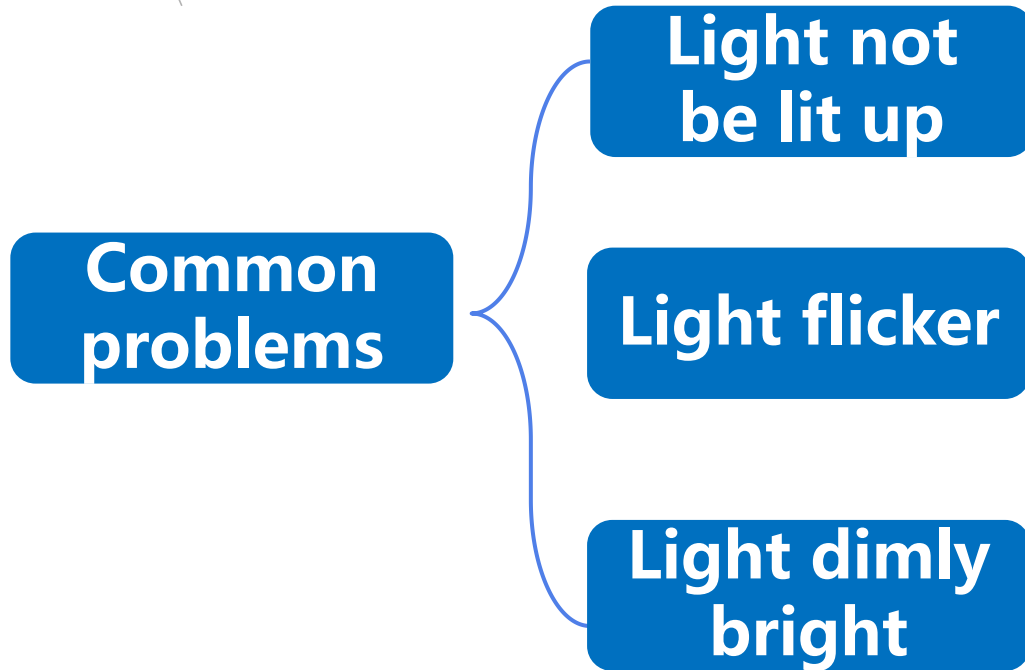 Common
problems
Light not
be lit up
Light flicker
Light dimly
bright